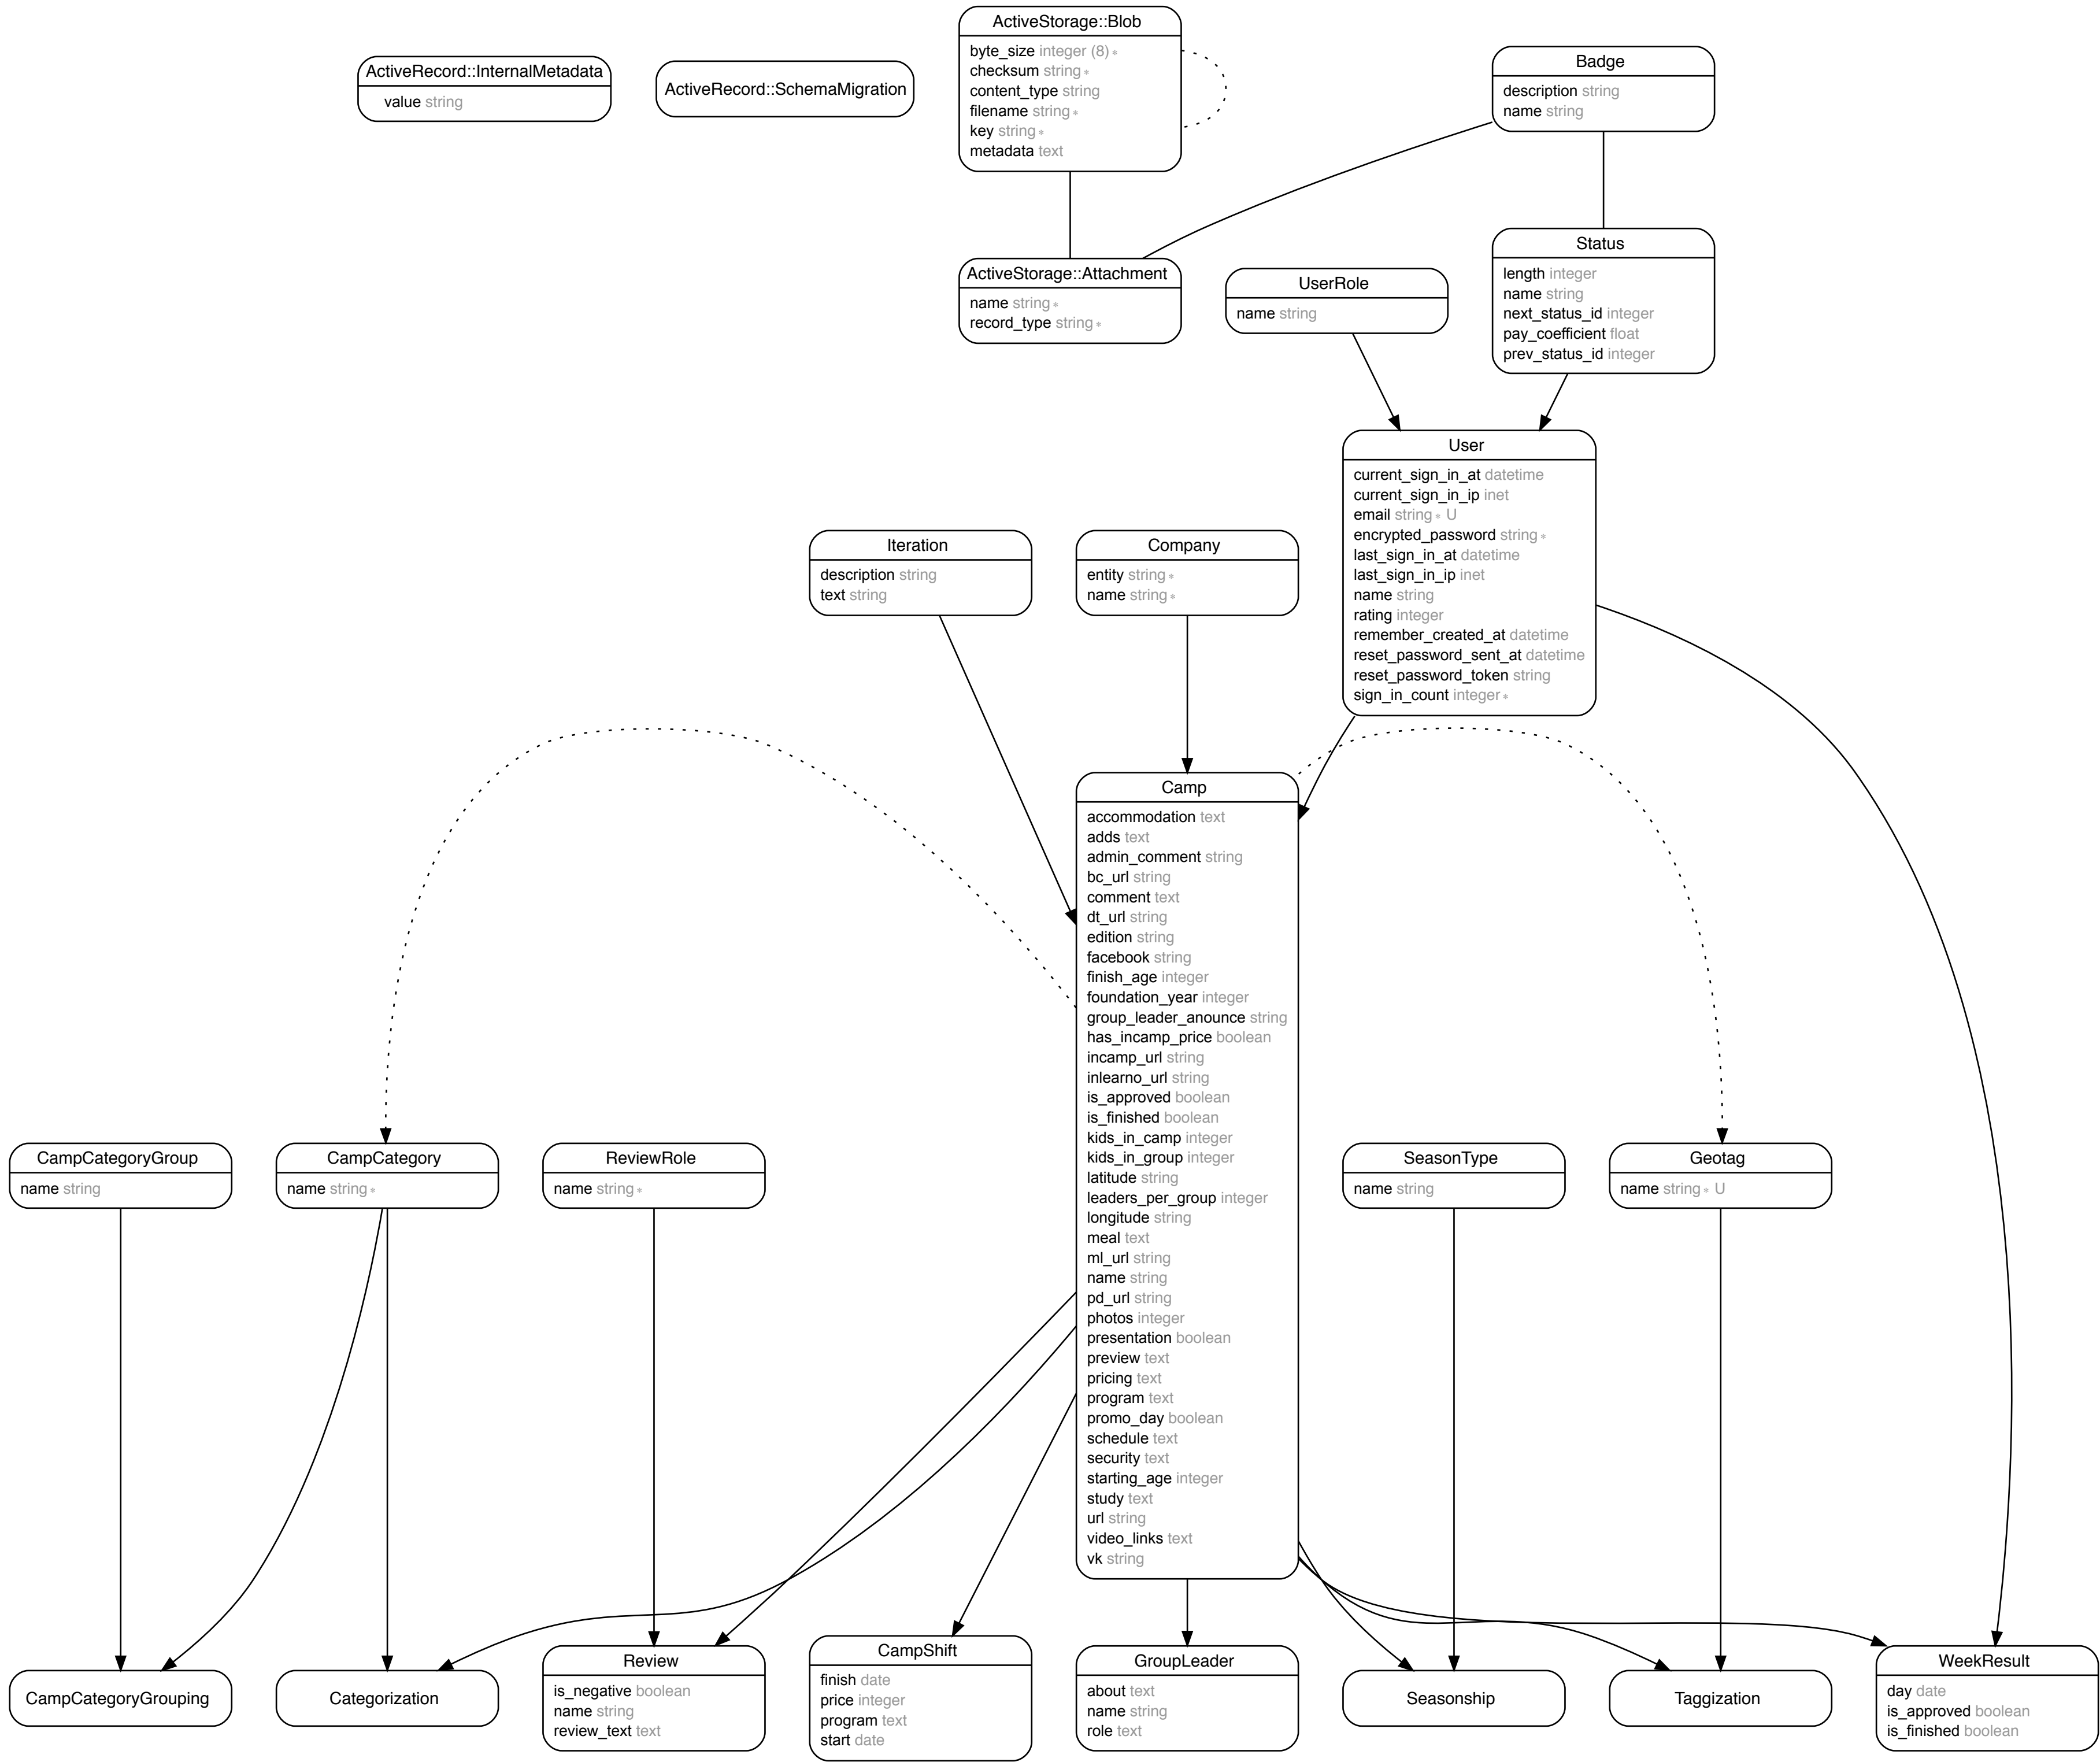 ActiveStorage::Blob
byte_size integer (8) ∗
checksum string ∗
content_type string
filename string ∗
key string ∗
metadata text
ActiveRecord::InternalMetadata
value string
ActiveRecord::SchemaMigration
Badge
description string
name string
ActiveStorage::Attachment
name string ∗
record_type string ∗
UserRole
name string
Status
length integer
name string
next_status_id integer
pay_coefficient float
prev_status_id integer
User
current_sign_in_at datetime
current_sign_in_ip inet
email string ∗ U
encrypted_password string ∗
last_sign_in_at datetime
last_sign_in_ip inet
name string
rating integer
remember_created_at datetime
reset_password_sent_at datetime
reset_password_token string
sign_in_count integer ∗
Iteration
description string
text string
Company
entity string ∗
name string ∗
Camp
accommodation text
adds text
admin_comment string
bc_url string
comment text
dt_url string
edition string
facebook string
finish_age integer
foundation_year integer
group_leader_anounce string
has_incamp_price boolean
incamp_url string
inlearno_url string
is_approved boolean
is_finished boolean
kids_in_camp integer
kids_in_group integer
latitude string
leaders_per_group integer
longitude string
meal text
ml_url string
name string
pd_url string
photos integer
presentation boolean
preview text
pricing text
program text
promo_day boolean
schedule text
security text
starting_age integer
study text
url string
video_links text
vk string
CampCategoryGroup
name string
CampCategory
name string ∗
ReviewRole
name string ∗
SeasonType
name string
Geotag
name string ∗ U
CampCategoryGrouping
Categorization
Review
is_negative boolean
name string
review_text text
CampShift
finish date
price integer
program text
start date
GroupLeader
about text
name string
role text
Seasonship
Taggization
WeekResult
day date
is_approved boolean
is_finished boolean